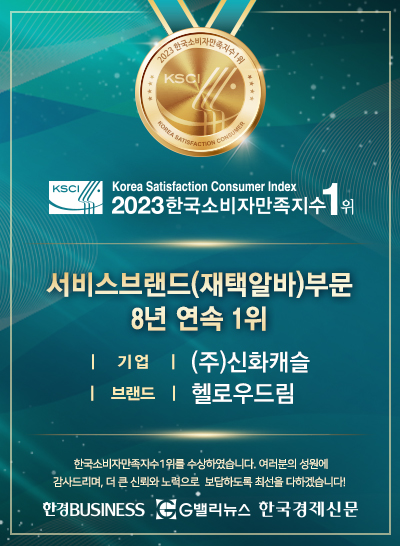 2023 한국소비자만족지수1위
KSCI
KOREA SATISFACTION CONSUMER
KSCI
Korea Satisfaction Consumer Index
2023한국소비자만족지수1위
서비스브랜드(재택알바)부문
8년 연속 1위
| 기업 | (주)신화캐슬
| 브랜드 | 헬로우드림
한국소비자만족지수1위를 수상하였습니다. 여러분의 성원에
감사드리며, 더 큰 신뢰와 노력으로 보답하도록 최선을 다하겠습니다!
한경BUSINESS G밸리뉴스 한국경제신문